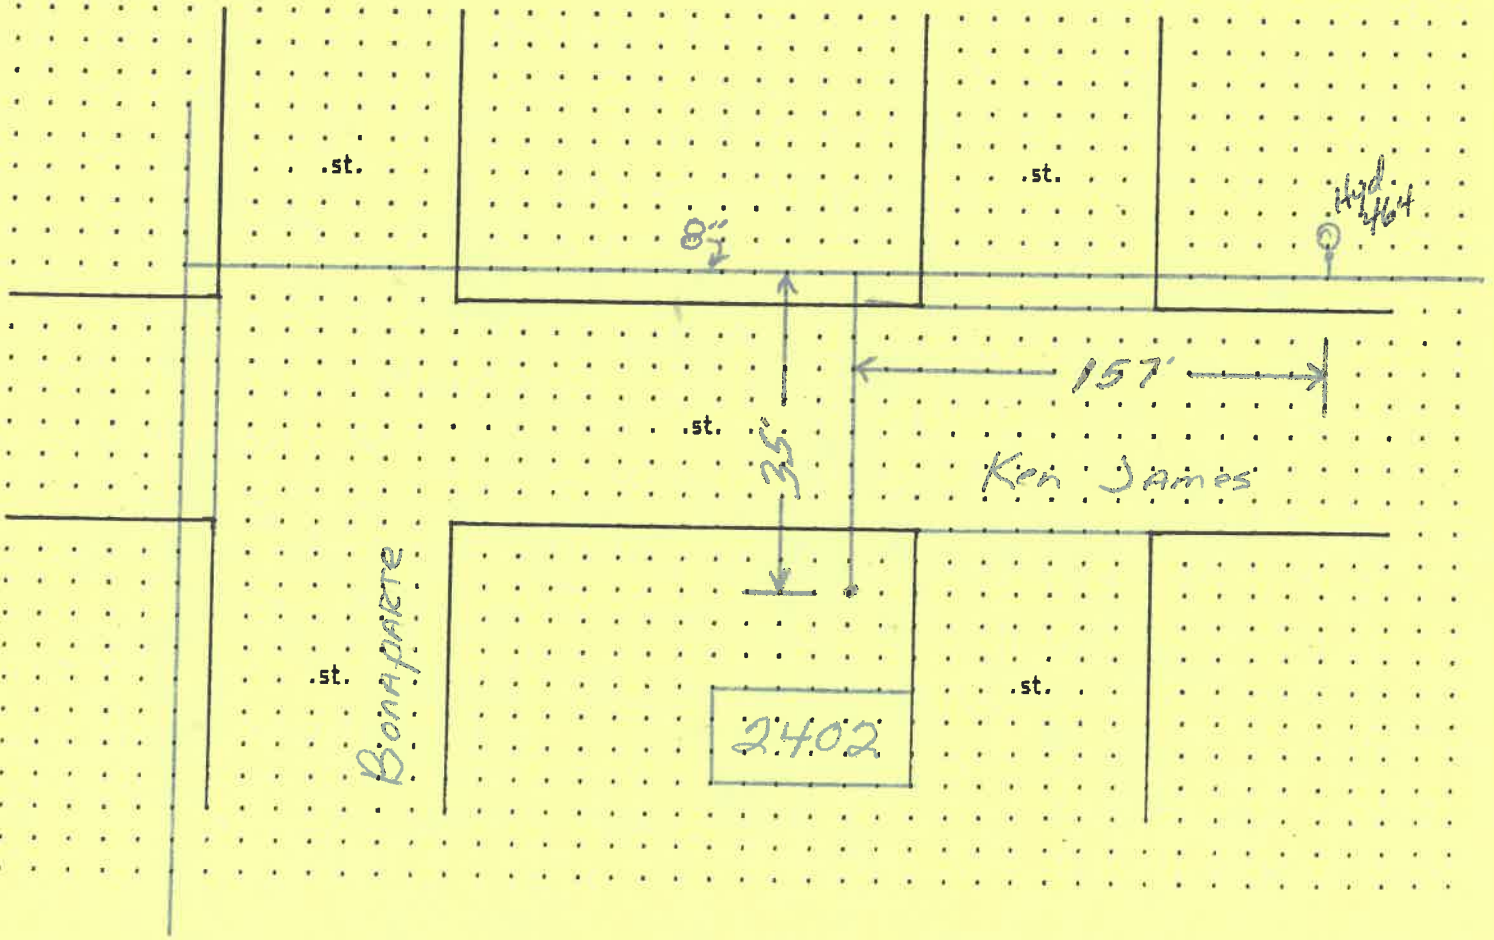 .st.
.st.
Hyd.
464
8"
157'
.st.
35'
Ken James
Bonaparte
.st.
.st.
2402